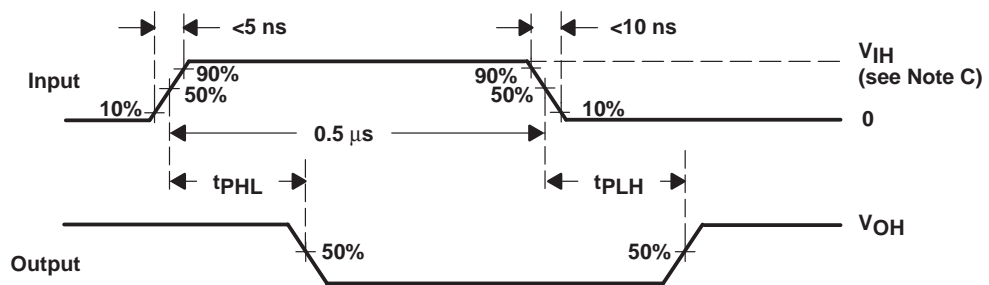 <5 ns
<10 ns
Input
90%
50%
10%
90%
50%
10%
VIH
(see Note C)
0
0.5 μs
tPHL
tPLH
Output
50%
50%
VOH